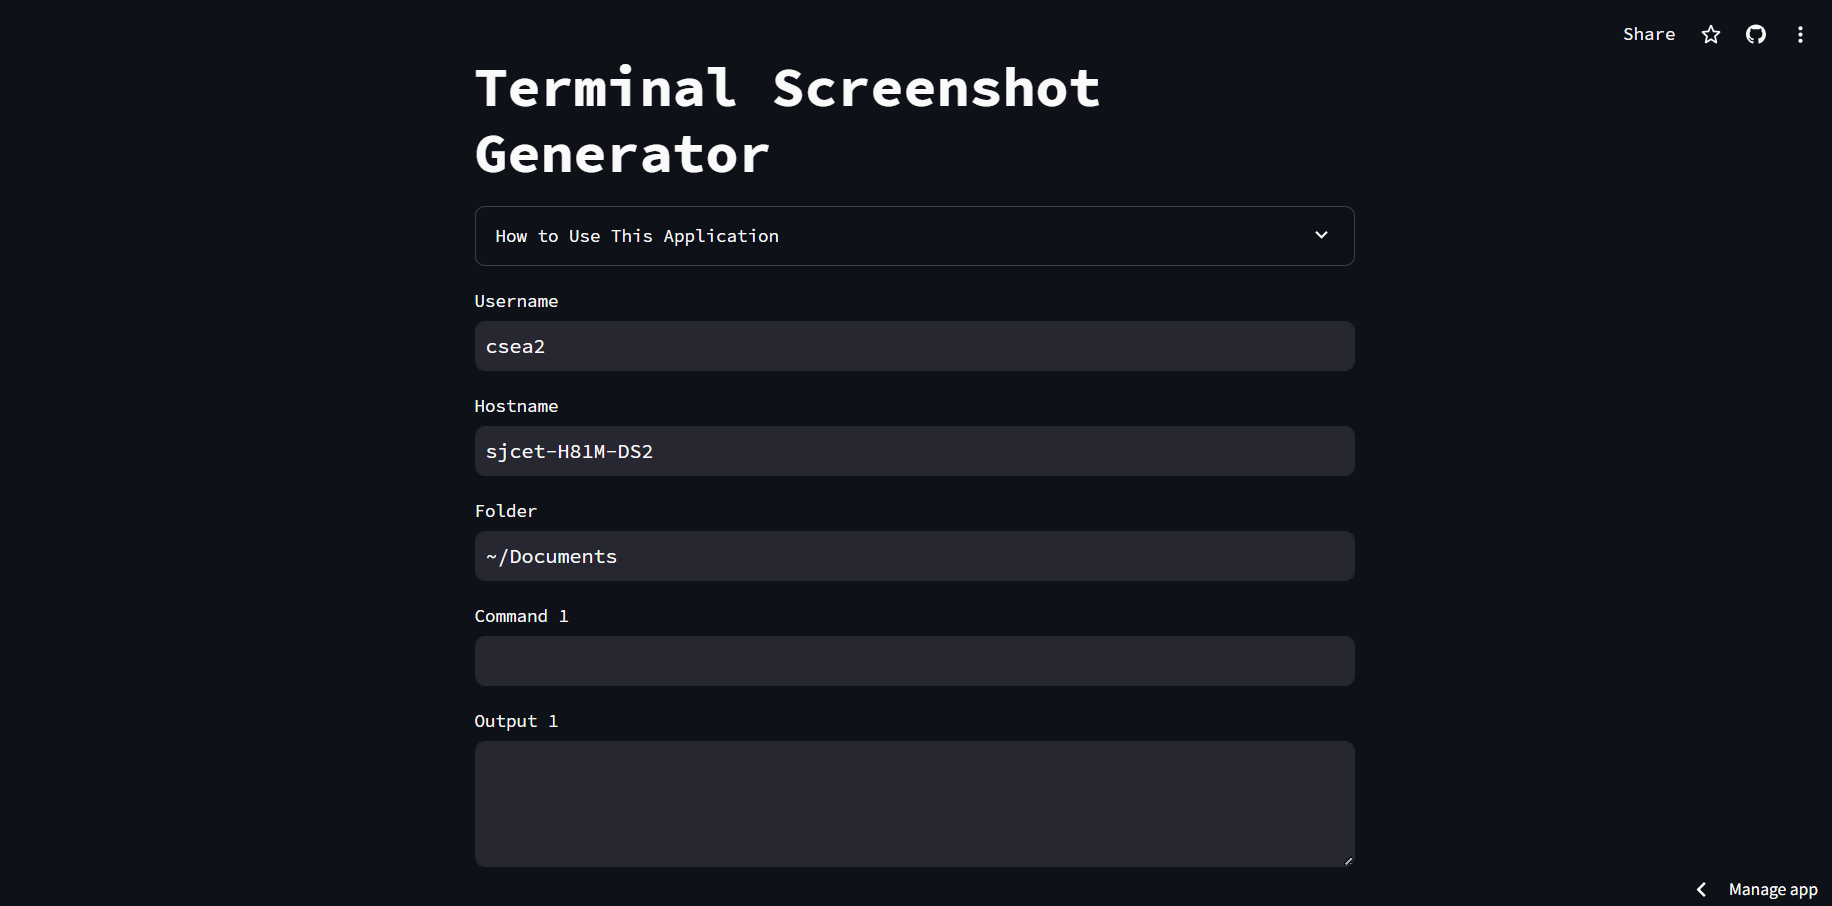 Share
Terminal Screenshot
Generator
How to Use This Application
Username
csea2
Hostname
sjcet-H81M-DS2
Folder
~/Documents
Command 1
Output 1
Manage app